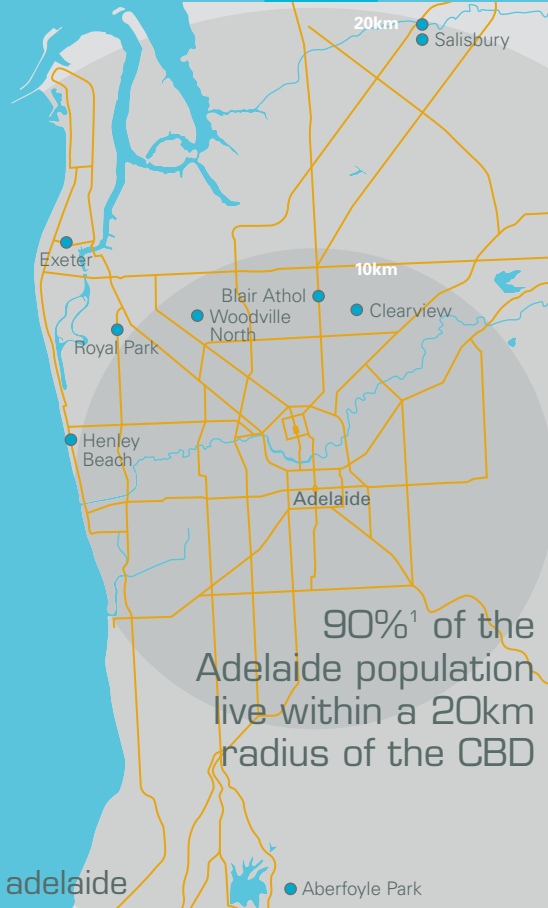 20km
Salisbury
Exeter
10km
Blair Athol
Woodville
North
Clearview
Royal Park
Henley
Beach
Adelaide
90%¹ of the
Adelaide population
live within a 20km
radius of the CBD
adelaide
Aberfoyle Park